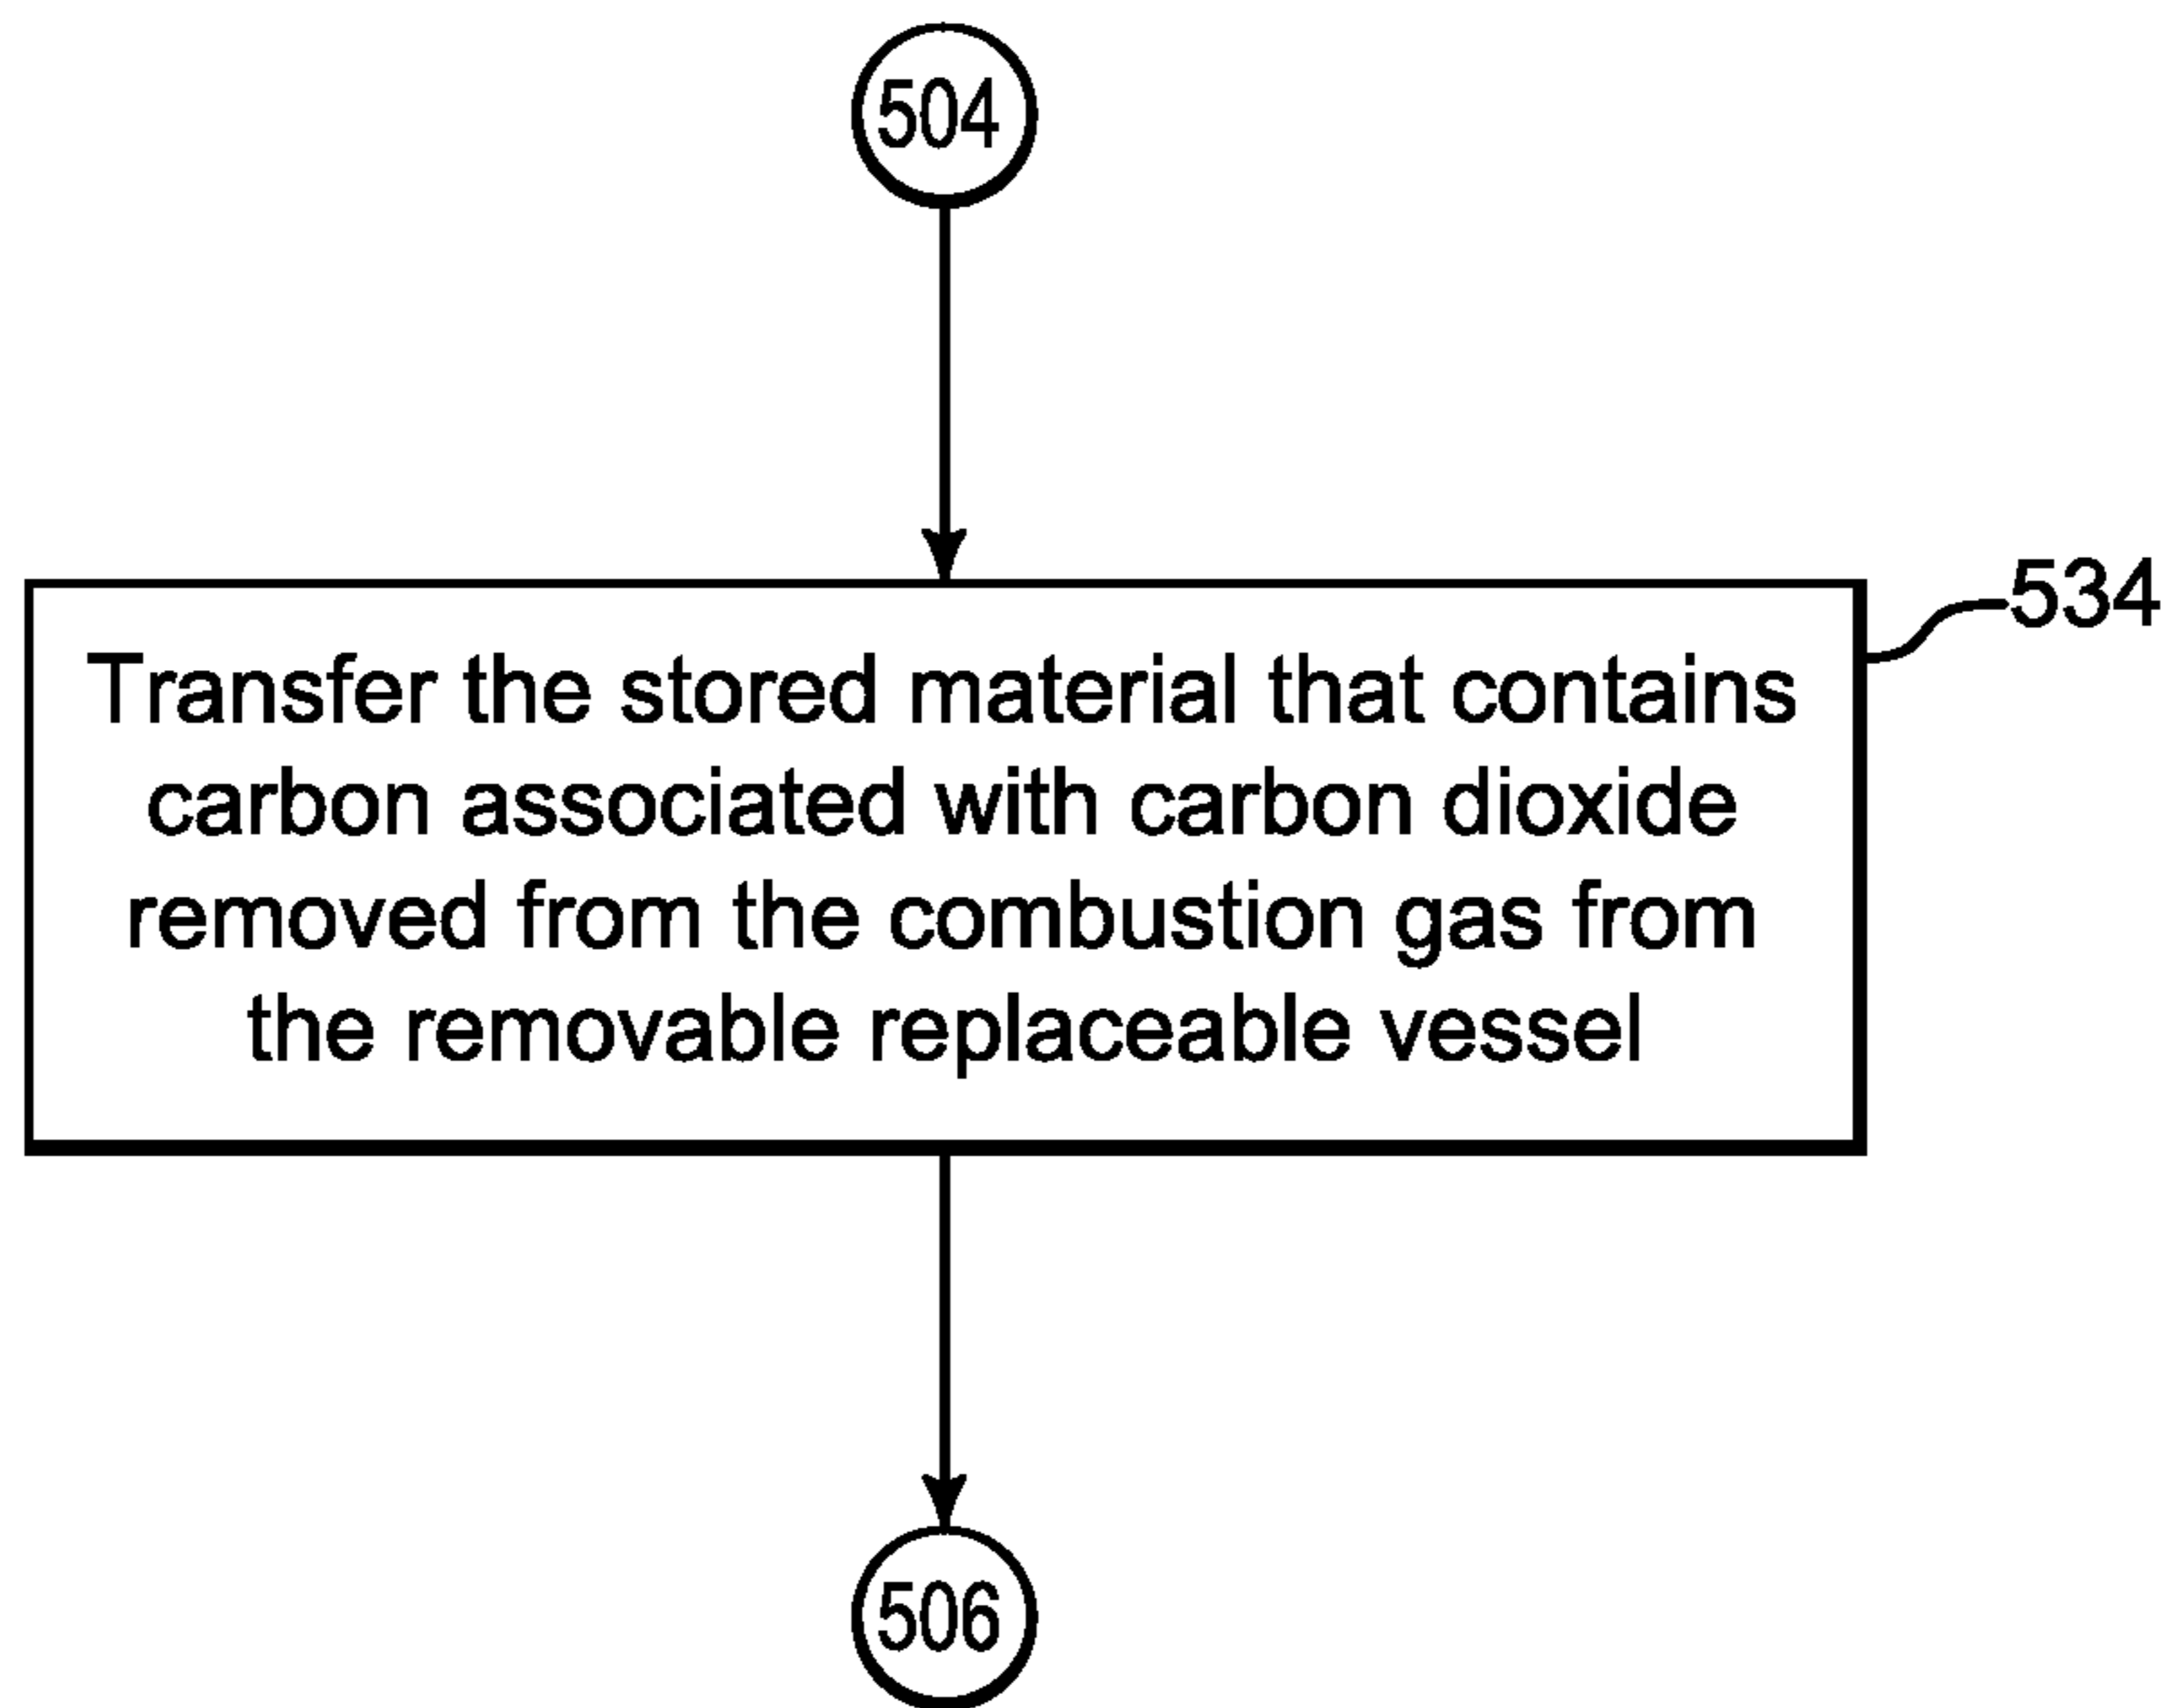 504
534
Transfer the stored material that contains
carbon associated with carbon dioxide
removed from the combustion gas from
the removable replaceable vessel
506